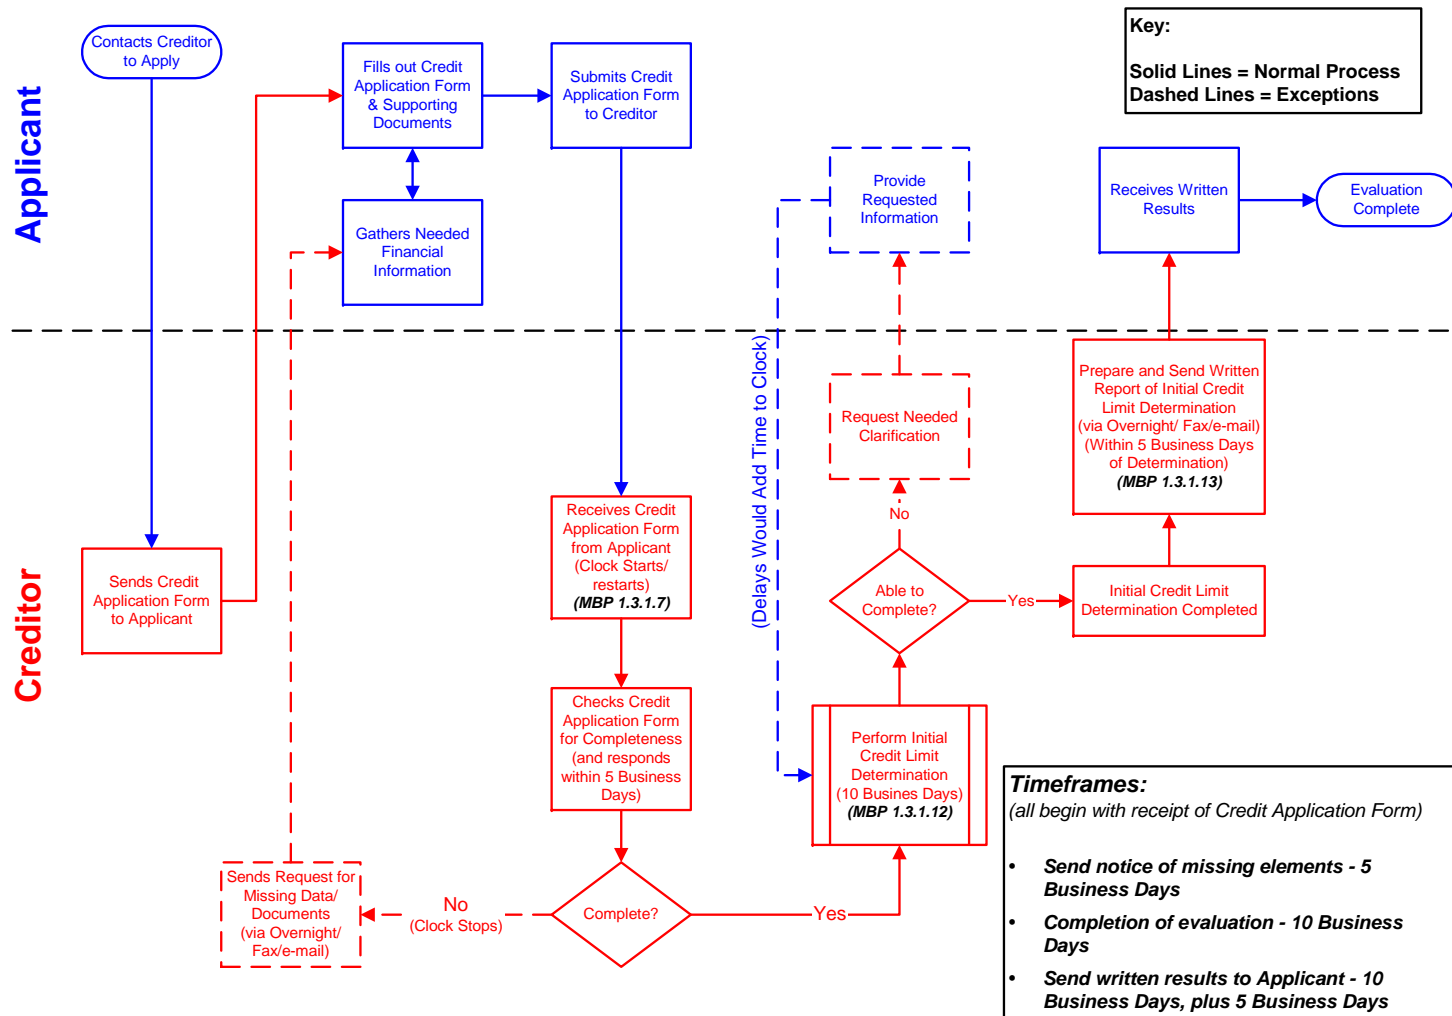 Applicant
Creditor
Contacts Creditor
to Apply
Fills out Credit
Application Form
& Supporting
Documents
Submits Credit
Application Form
to Creditor
Key:
Solid Lines = Normal Process
Dashed Lines = Exceptions
Gathers Needed
Financial
Information
Provide
Requested
Information
Receives Written
Results
Evaluation
Complete
(Delays Would Add Time to Clock)
Sends Credit
Application Form
to Applicant
Receives Credit
Application Form
from Applicant
(Clock Starts/
restarts)
(MBP 1.3.1.7)
Request Needed
Clarification
No
Able to
Complete?
Yes
Initial Credit Limit
Determination Completed
Prepare and Send Written
Report of Initial Credit
Limit Determination
(via Overnight/ Fax/e-mail)
(Within 5 Business Days
of Determination)
(MBP 1.3.1.13)
Checks Credit
Application Form
for Completeness
(and responds
within 5 Business
Days)
Perform Initial
Credit Limit
Determination
(10 Busines Days)
(MBP 1.3.1.12)
Sends Request for
Missing Data/
Documents
(via Overnight/
Fax/e-mail)
No
(Clock Stops)
Complete?
Yes
Timeframes:
(all begin with receipt of Credit Application Form)
• Send notice of missing elements - 5
Business Days
• Completion of evaluation - 10 Business
Days
• Send written results to Applicant - 10
Business Days, plus 5 Business Days